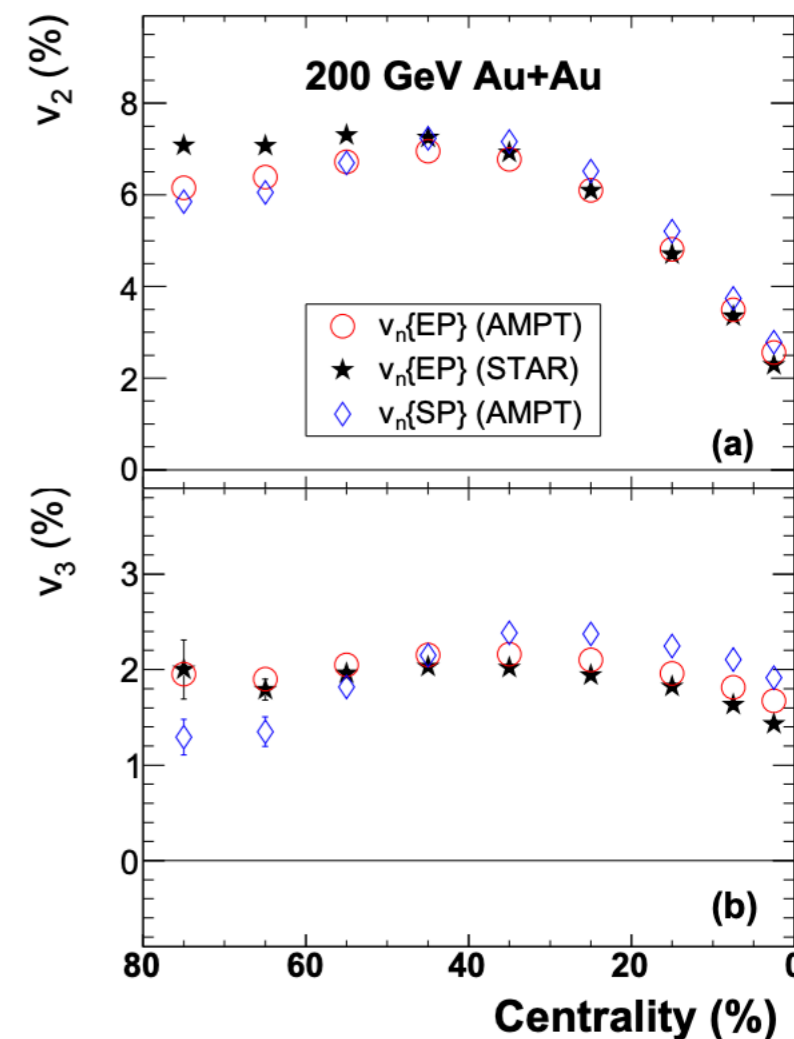 200 GeV Au+Au
v₂ (%)
8
6
4
2
0
vₙ{EP} (AMPT)
vₙ{EP} (STAR)
vₙ{SP} (AMPT)
(a)
v₃ (%)
3
2
1
0
(b)
80 60 40 20 0
Centrality (%)